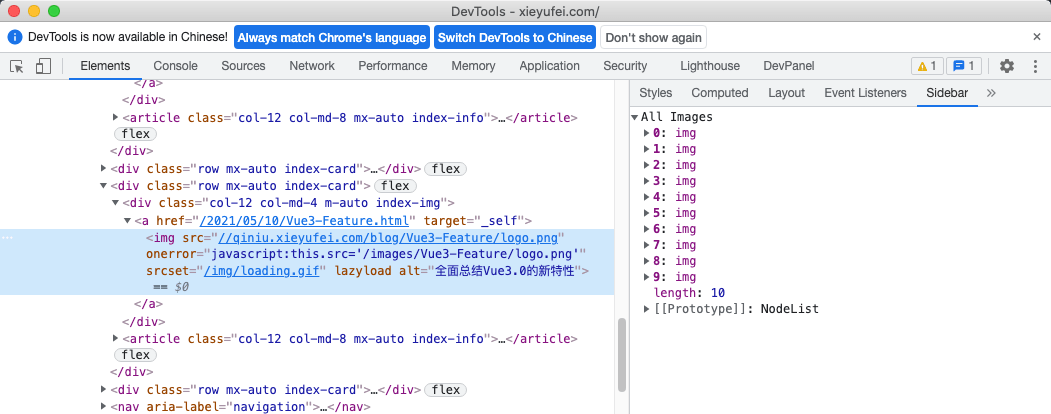 DevTools - xieyufei.com/
DevTools is now available in Chinese! Always match Chrome's language Switch DevTools to Chinese Don't show again ×
Elements Console Sources Network Performance Memory Application Security Lighthouse DevPanel 1 1
</a>
</div>
<article class="col-12 col-md-8 mx-auto index-info">…</article>
flex
</div>
<div class="row mx-auto index-card">…</div> flex
<div class="row mx-auto index-card"> flex
<div class="col-12 col-md-4 m-auto index-img">
<a href="/2021/05/10/Vue3-Feature.html" target="_self">
<img src="//qiniu.xieyufei.com/blog/Vue3-Feature/logo.png"
onerror="javascript:this.src='/images/Vue3-Feature/logo.png'"
srcset="/img/loading.gif" lazyload alt="全面总结Vue3.0的新特性">
== $0
</a>
</div>
<article class="col-12 col-md-8 mx-auto index-info">…</article>
flex
</div>
<div class="row mx-auto index-card">…</div> flex
<nav aria-label="navigation">…</nav>
Styles Computed Layout Event Listeners Sidebar »
All Images
0: img
1: img
2: img
3: img
4: img
5: img
6: img
7: img
8: img
9: img
length: 10
[[Prototype]]: NodeList